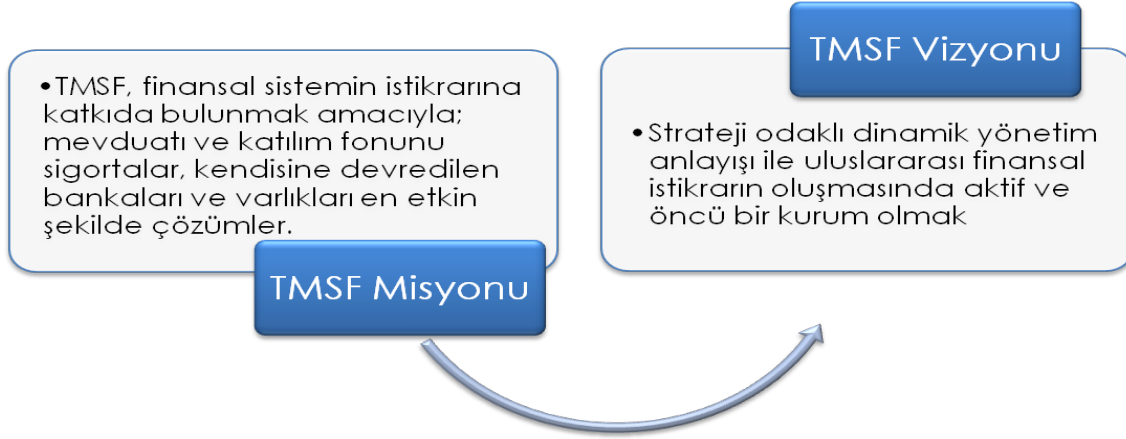 •TMSF, finansal sistemin istikrarına
katkıda bulunmak amacıyla;
mevduatı ve katılım fonunu
sigortalar, kendisine devredilen
bankaları ve varlıkları en etkin
şekilde çözümler.
TMSF Misyonu
TMSF Vizyonu
•Strateji odaklı dinamik yönetim
anlayışı ile uluslararası finansal
istikrarın oluşmasında aktif ve
öncü bir kurum olmak